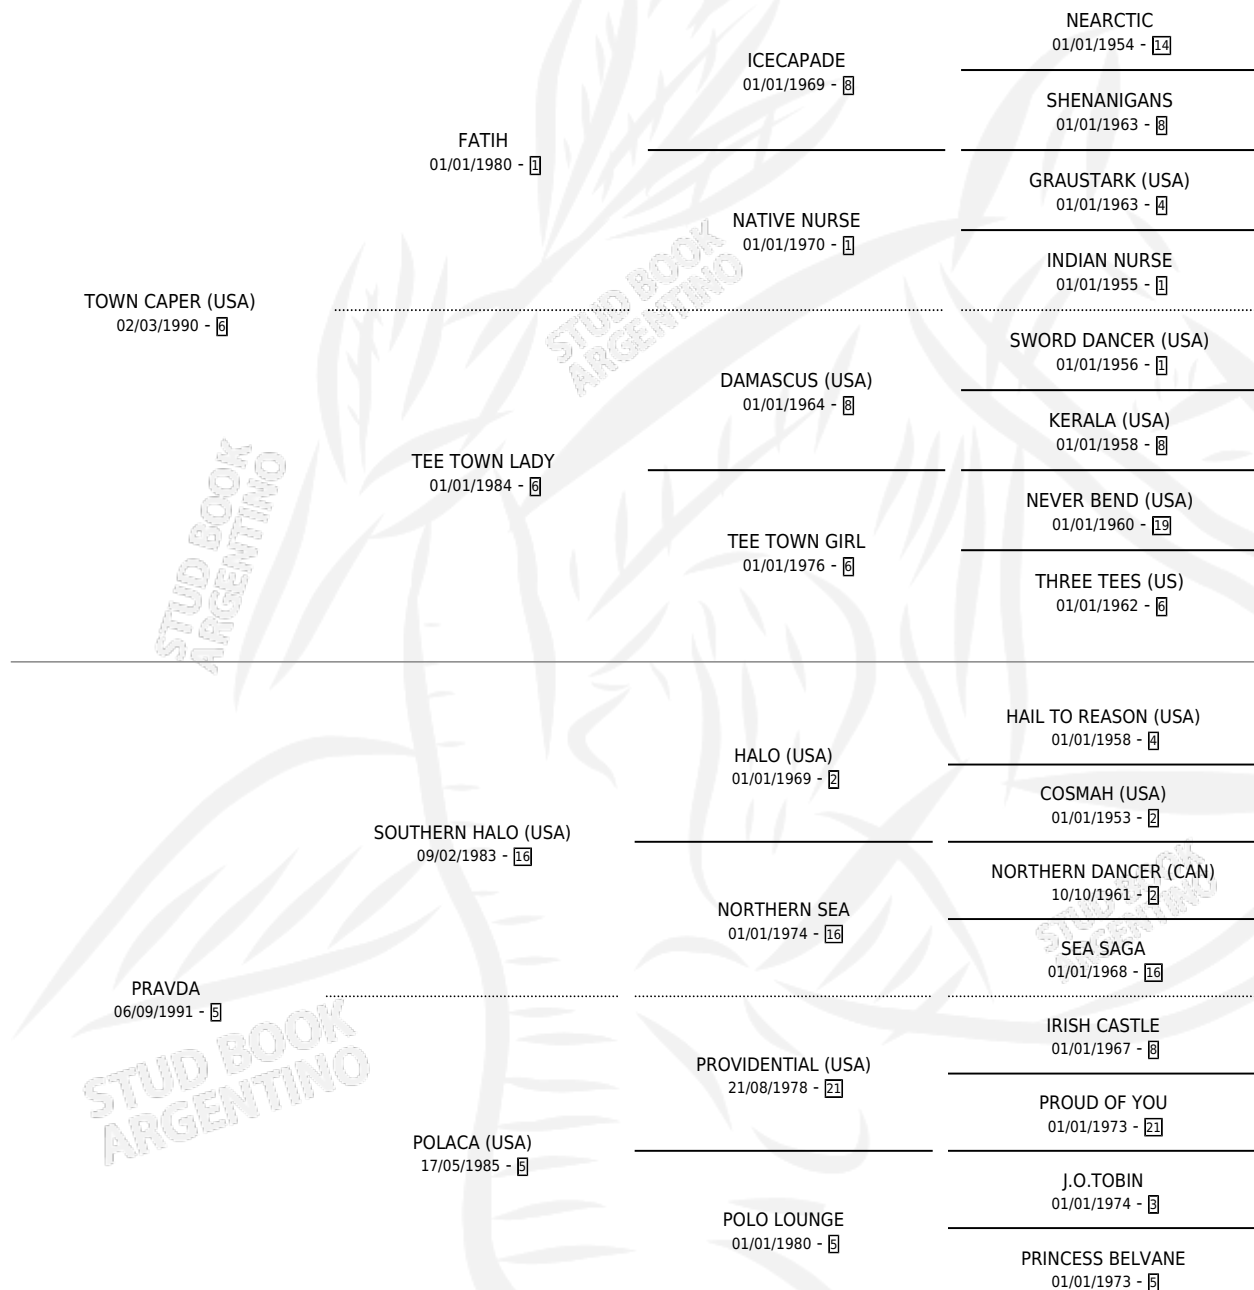 NEARCTIC
01/01/1954 - 14
ICECAPADE
01/01/1969 - 8
SHENANIGANS
01/01/1963 - 8
FATIH
01/01/1980 - 1
GRAUSTARK (USA)
01/01/1963 - 4
NATIVE NURSE
01/01/1970 - 1
INDIAN NURSE
01/01/1955 - 1
TOWN CAPER (USA)
02/03/1990 - 6
SWORD DANCER (USA)
01/01/1956 - 1
DAMASCUS (USA)
01/01/1964 - 8
KERALA (USA)
01/01/1958 - 8
TEE TOWN LADY
01/01/1984 - 6
NEVER BEND (USA)
01/01/1960 - 19
TEE TOWN GIRL
01/01/1976 - 6
THREE TEES (US)
01/01/1962 - 6
HAIL TO REASON (USA)
01/01/1958 - 4
HALO (USA)
01/01/1969 - 2
COSMAH (USA)
01/01/1953 - 2
SOUTHERN HALO (USA)
09/02/1983 - 16
NORTHERN DANCER (CAN)
10/10/1961 - 2
NORTHERN SEA
01/01/1974 - 16
SEA SAGA
01/01/1968 - 16
PRAVDA
06/09/1991 - 5
IRISH CASTLE
01/01/1967 - 8
PROVIDENTIAL (USA)
21/08/1978 - 21
PROUD OF YOU
01/01/1973 - 21
POLACA (USA)
17/05/1985 - 5
J.O.TOBIN
01/01/1974 - 3
POLO LOUNGE
01/01/1980 - 5
PRINCESS BELVANE
01/01/1973 - 5
STUD BOOK
ARGENTINO
STUD BOOK
ARGENTINO
STUD BOOK
ARGENTINO
STUD BOOK
ARGENTINO